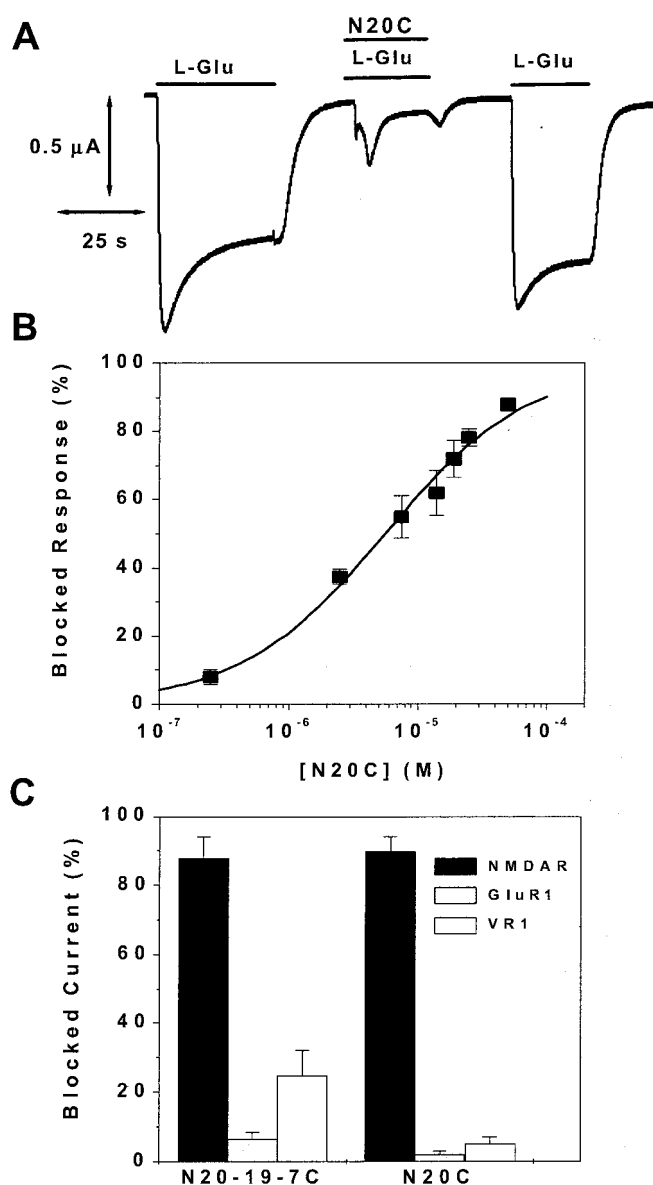 A
N20C
L-Glu
L-Glu
L-Glu
0.5 μA
25 s
B
Blocked Response (%)
100
80
60
40
20
0
10-7
10-6
10-5
10-4
[N20C] (M)
C
Blocked Current (%)
100
80
60
40
20
0
NMDAR
GluR1
VR1
N20-19-7C
N20C